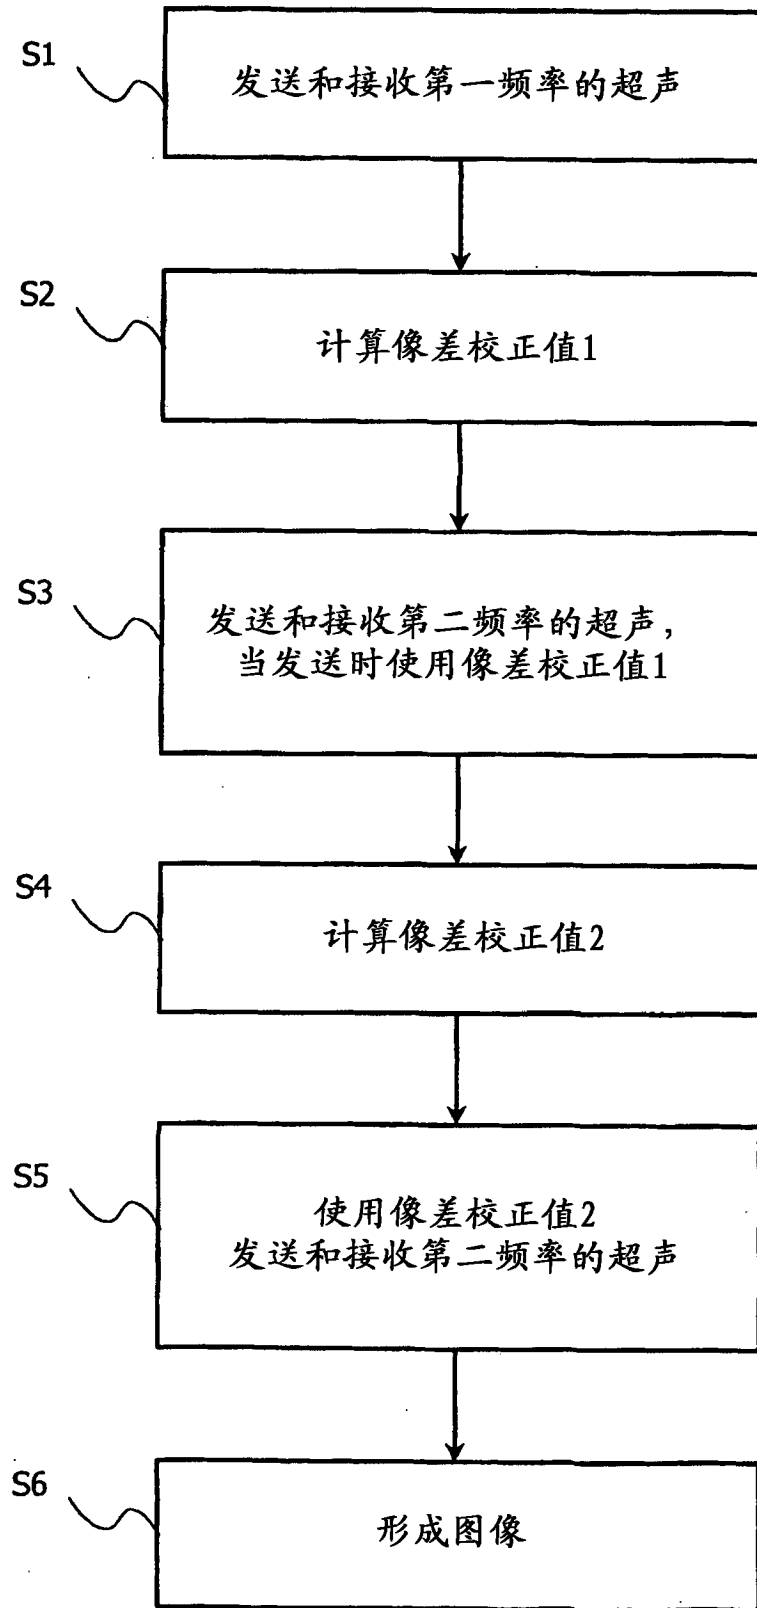 S1
发送和接收第一频率的超声
S2
计算像差校正值1
S3
发送和接收第二频率的超声，
当发送时使用像差校正值1
S4
计算像差校正值2
S5
使用像差校正值2
发送和接收第二频率的超声
S6
形成图像